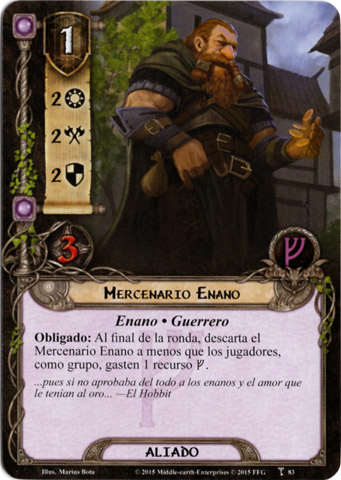 1
2
2
2
3
Mercenario Enano
Enano • Guerrero
Obligado: Al final de la ronda, descarta el
Mercenario Enano a menos que los jugadores,
como grupo, gasten 1 recurso ᚠ.
...pues si no aprobaba del todo a los enanos y el amor que
le tenían al oro... —El Hobbit
ALIADO
Illus. Marius Bota
© 2015 Middle-earth Enterprises © 2015 FFG
83